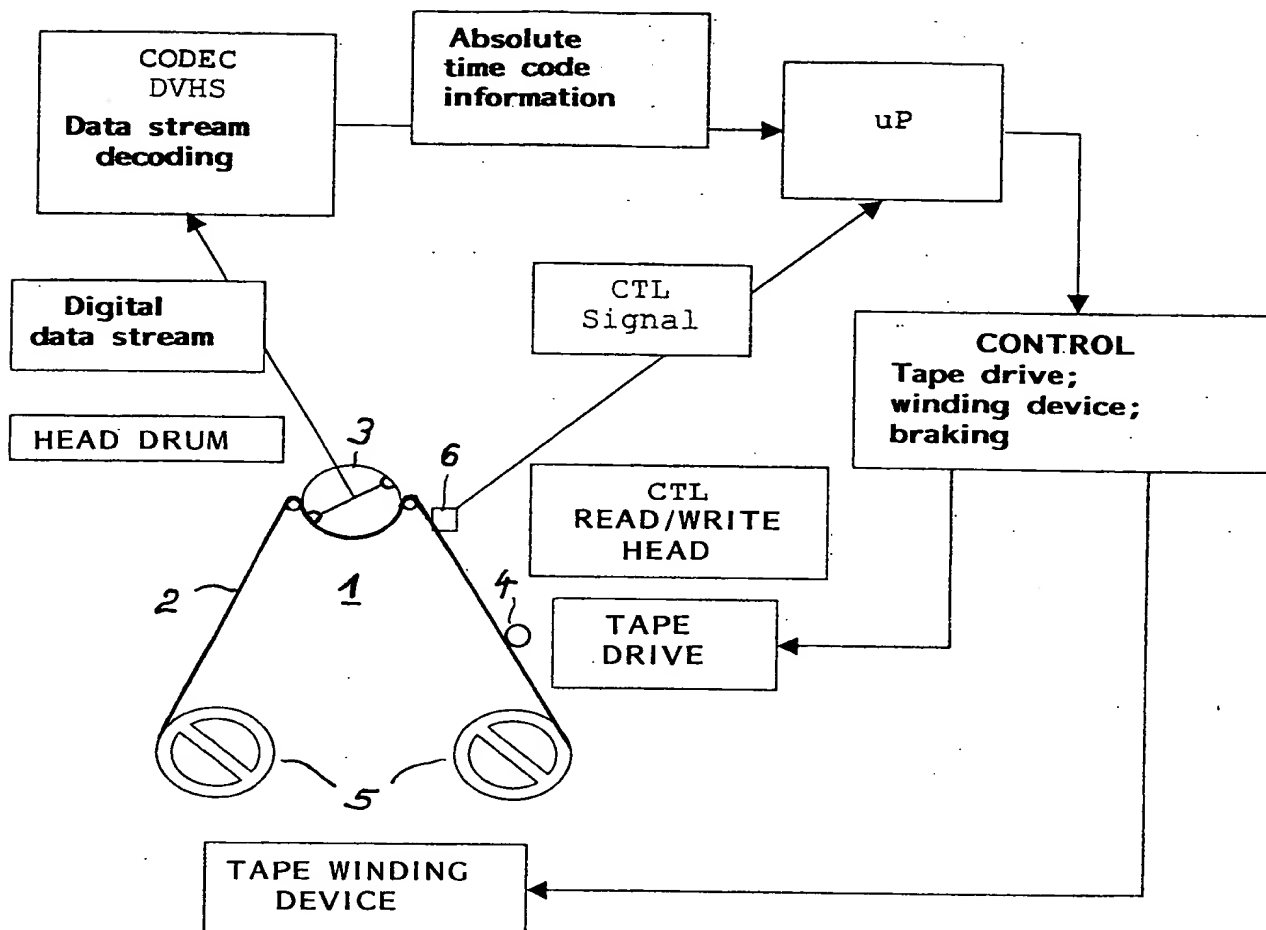 CODEC
DVHS
Data stream
decoding
Absolute
time code
information
uP
Digital
data stream
CTL
Signal
CONTROL
Tape drive;
winding device;
braking
HEAD DRUM
3
6
CTL
READ/WRITE
HEAD
2
1
4
TAPE
DRIVE
5
TAPE WINDING
DEVICE